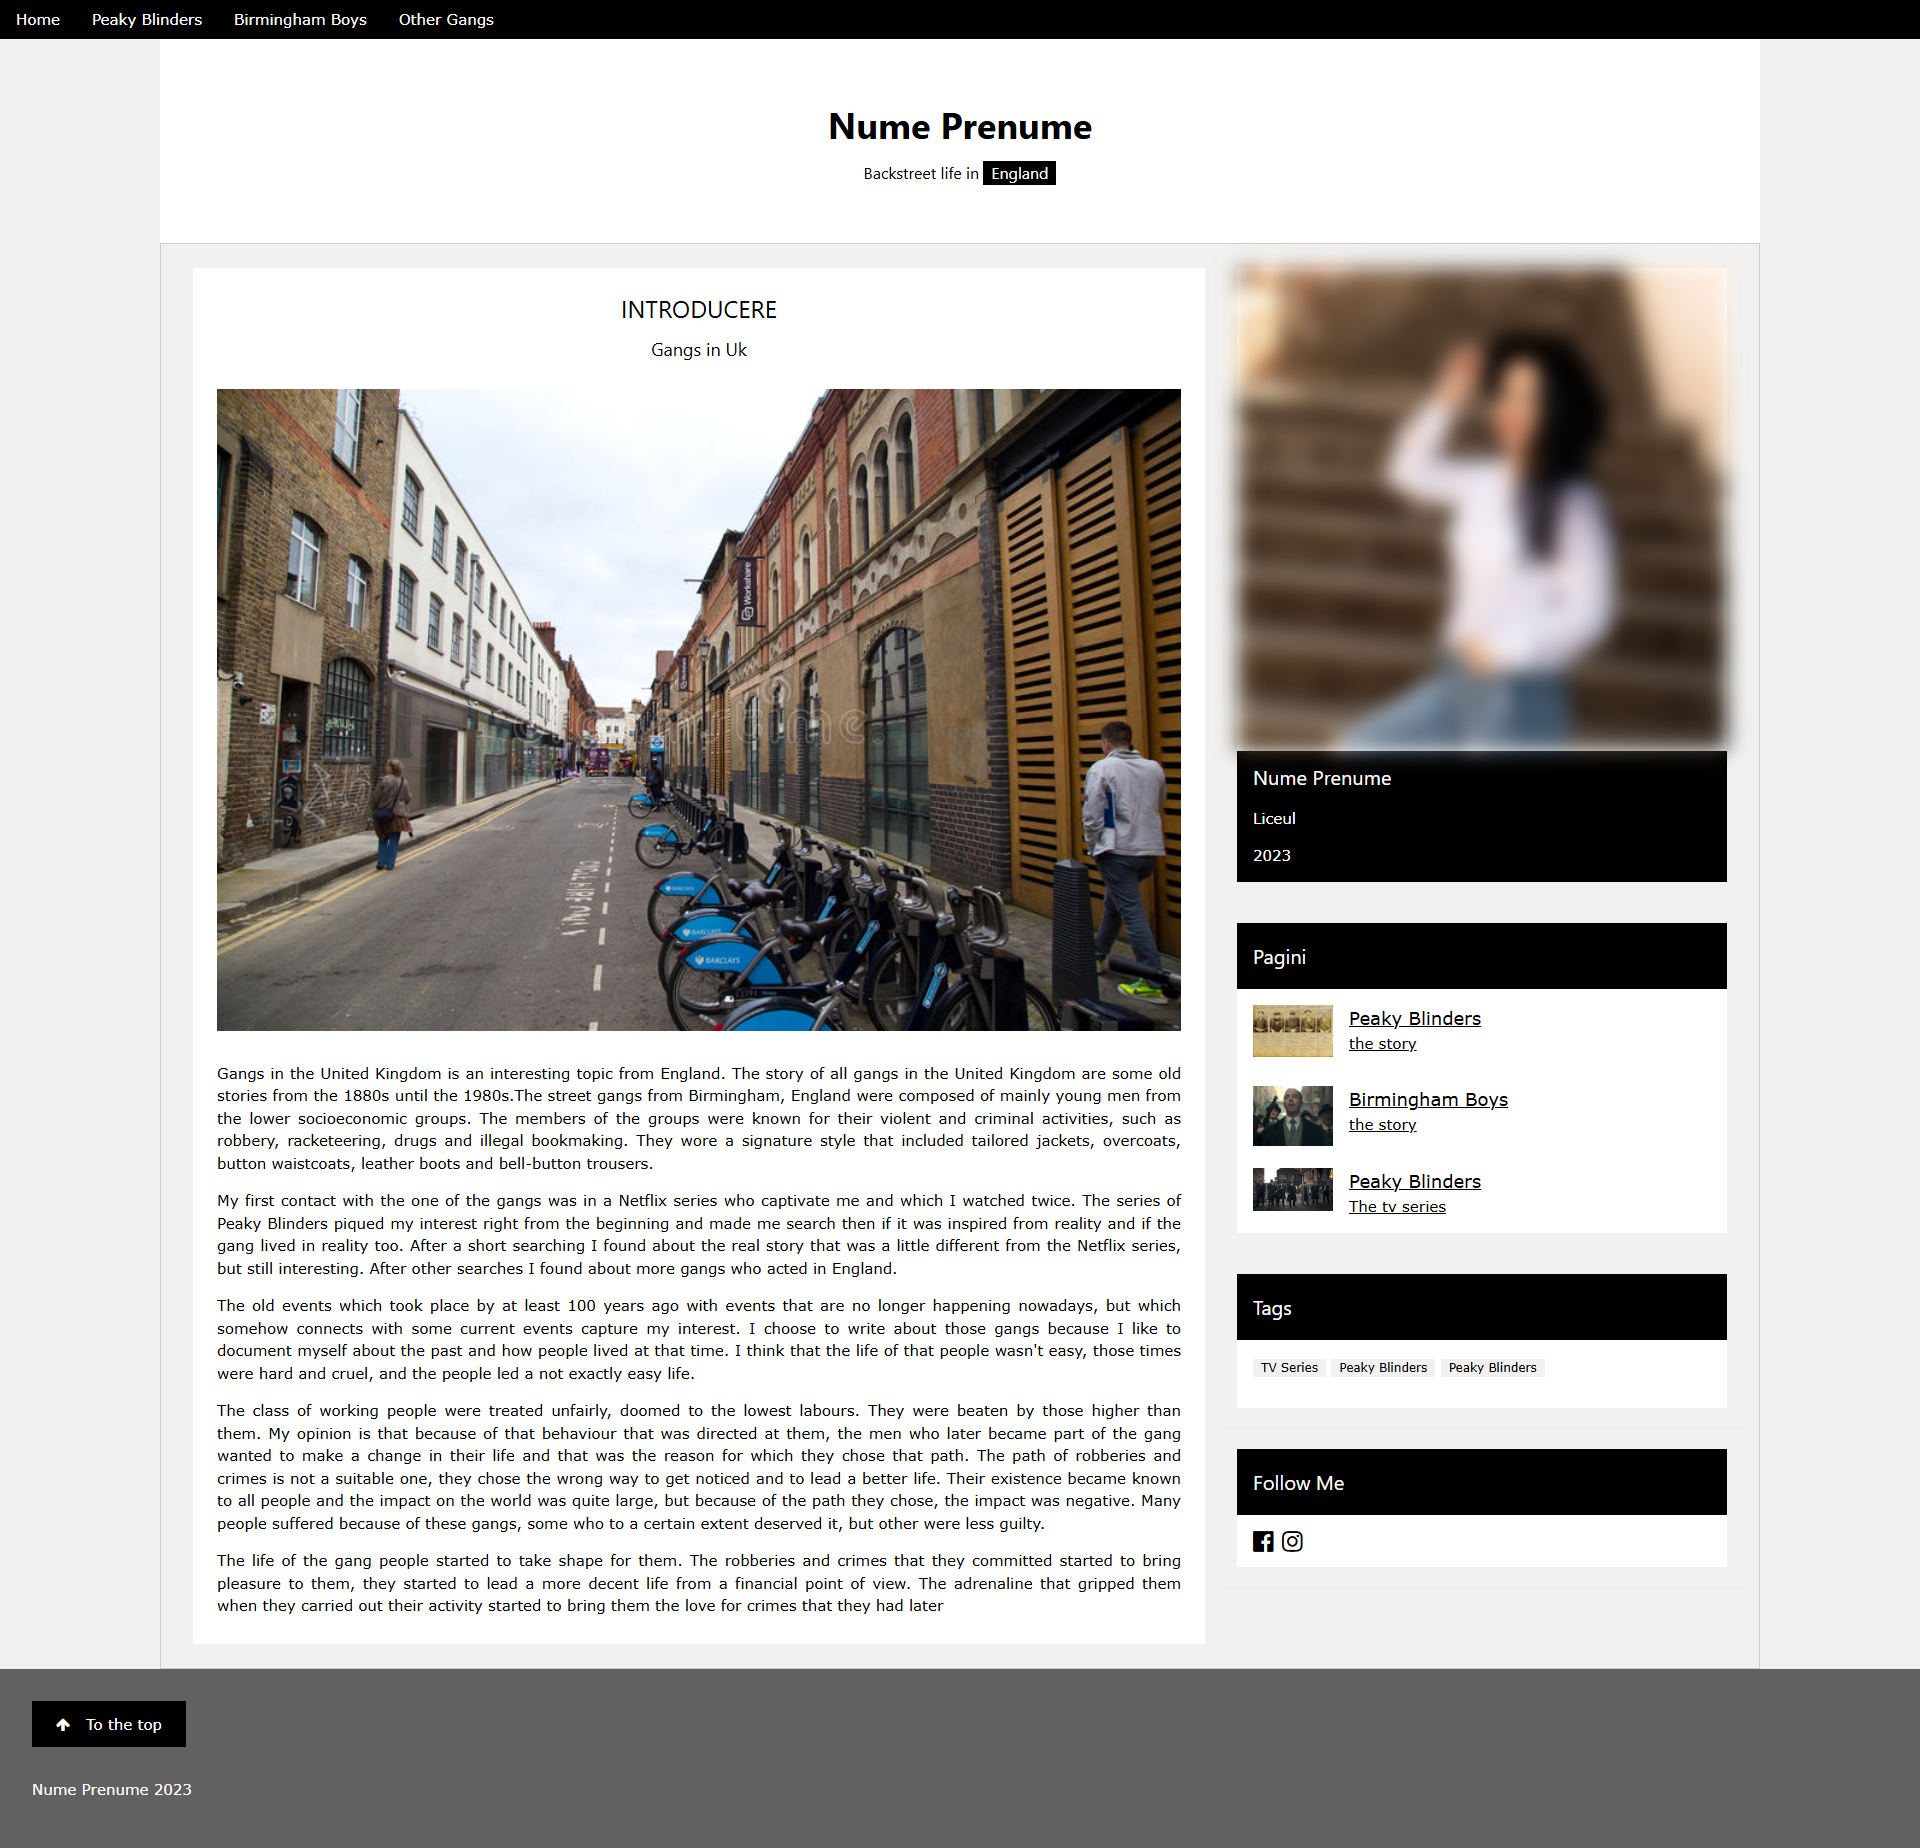 Home Peaky Blinders Birmingham Boys Other Gangs
Nume Prenume
Backstreet life in England
INTRODUCERE
Gangs in Uk
Workshare
BARCLAYS
BARCLAYS
BARCLAYS
Gangs in the United Kingdom is an interesting topic from England. The story of all gangs in the United Kingdom are some old
stories from the 1880s until the 1980s.The street gangs from Birmingham, England were composed of mainly young men from
the lower socioeconomic groups. The members of the groups were known for their violent and criminal activities, such as
robbery, racketeering, drugs and illegal bookmaking. They wore a signature style that included tailored jackets, overcoats,
button waistcoats, leather boots and bell-button trousers.
My first contact with the one of the gangs was in a Netflix series who captivate me and which I watched twice. The series of
Peaky Blinders piqued my interest right from the beginning and made me search then if it was inspired from reality and if the
gang lived in reality too. After a short searching I found about the real story that was a little different from the Netflix series,
but still interesting. After other searches I found about more gangs who acted in England.
The old events which took place by at least 100 years ago with events that are no longer happening nowadays, but which
somehow connects with some current events capture my interest. I choose to write about those gangs because I like to
document myself about the past and how people lived at that time. I think that the life of that people wasn't easy, those times
were hard and cruel, and the people led a not exactly easy life.
The class of working people were treated unfairly, doomed to the lowest labours. They were beaten by those higher than
them. My opinion is that because of that behaviour that was directed at them, the men who later became part of the gang
wanted to make a change in their life and that was the reason for which they chose that path. The path of robberies and
crimes is not a suitable one, they chose the wrong way to get noticed and to lead a better life. Their existence became known
to all people and the impact on the world was quite large, but because of the path they chose, the impact was negative. Many
people suffered because of these gangs, some who to a certain extent deserved it, but other were less guilty.
The life of the gang people started to take shape for them. The robberies and crimes that they committed started to bring
pleasure to them, they started to lead a more decent life from a financial point of view. The adrenaline that gripped them
when they carried out their activity started to bring them the love for crimes that they had later
Nume Prenume
Liceul
2023
Pagini
Peaky Blinders
the story
Birmingham Boys
the story
Peaky Blinders
The tv series
Tags
TV Series Peaky Blinders Peaky Blinders
Follow Me
To the top
Nume Prenume 2023